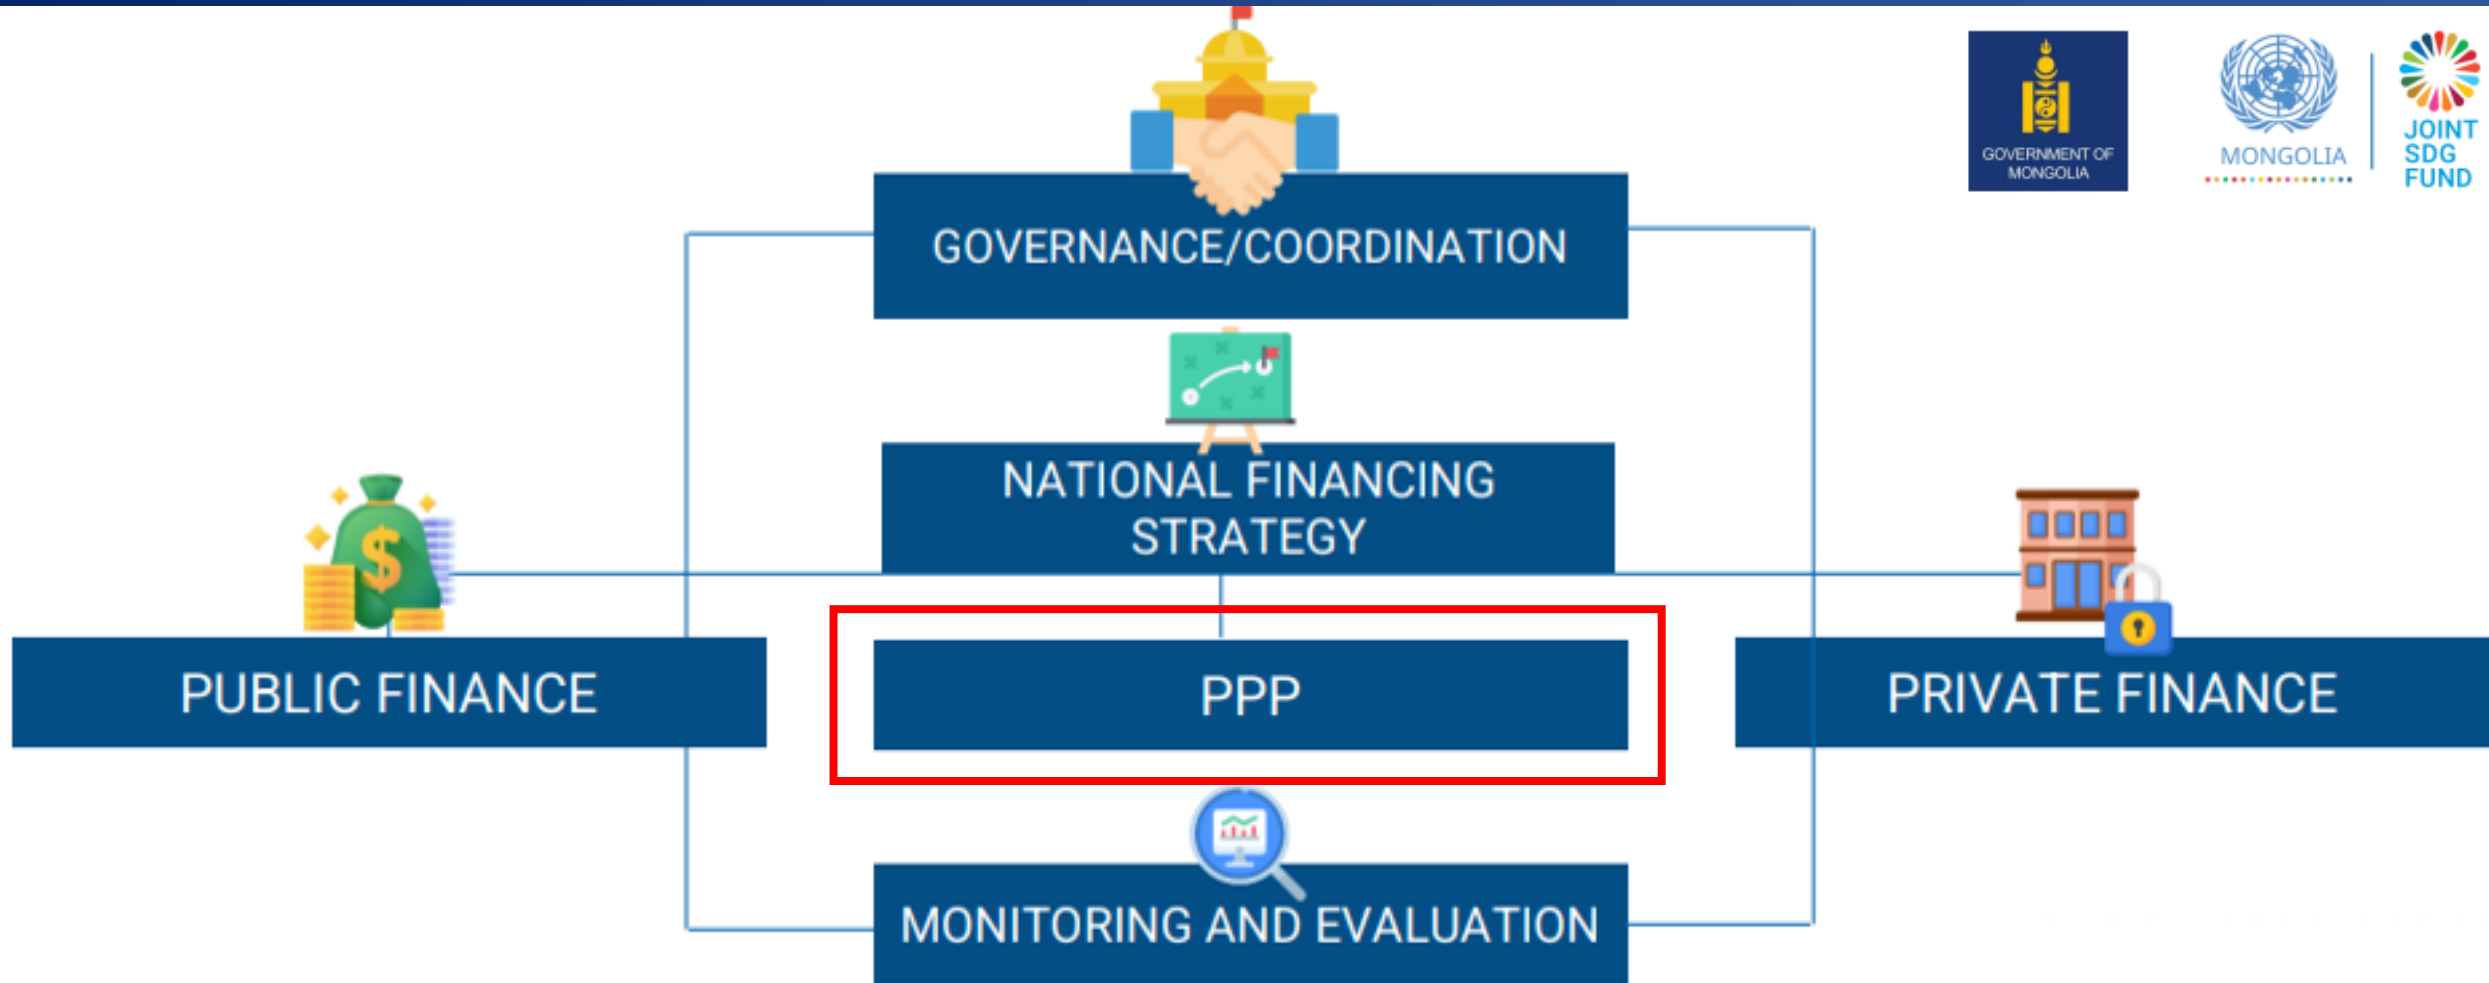 GOVERNMENT OF
MONGOLIA
MONGOLIA
JOINT
SDG
FUND
GOVERNANCE/COORDINATION
NATIONAL FINANCING
STRATEGY
PUBLIC FINANCE
PPP
PRIVATE FINANCE
MONITORING AND EVALUATION